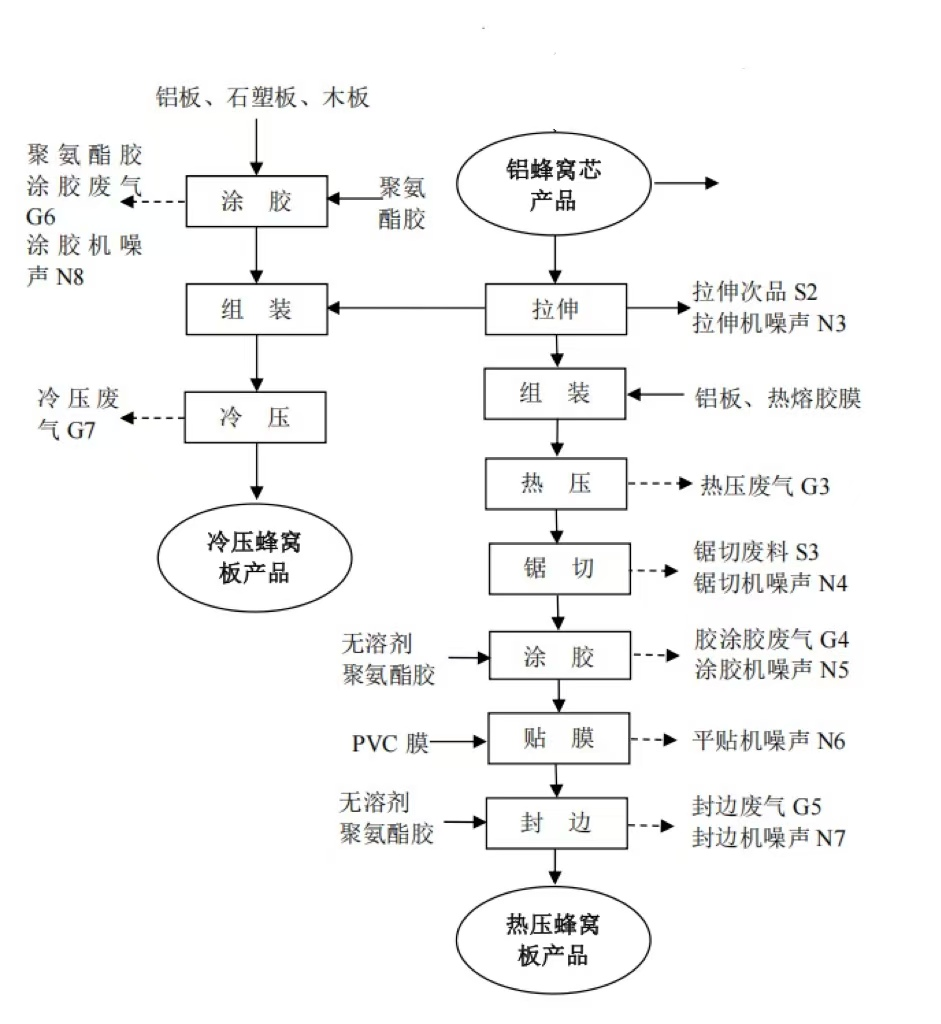 铝板、石塑板、木板
聚氨酯胶
涂胶废气
G6
涂胶机噪
声 N8
涂 胶
聚氨
酯胶
铝蜂窝芯
产品
组 装
拉伸
拉伸次品 S2
拉伸机噪声 N3
冷压废
气 G7
冷 压
组 装
铝板、热熔胶膜
热 压
热压废气 G3
冷压蜂窝
板产品
锯 切
锯切废料 S3
锯切机噪声 N4
无溶剂
聚氨酯胶
涂 胶
胶涂胶废气 G4
涂胶机噪声 N5
PVC 膜
贴 膜
平贴机噪声 N6
无溶剂
聚氨酯胶
封 边
封边废气 G5
封边机噪声 N7
热压蜂窝
板产品